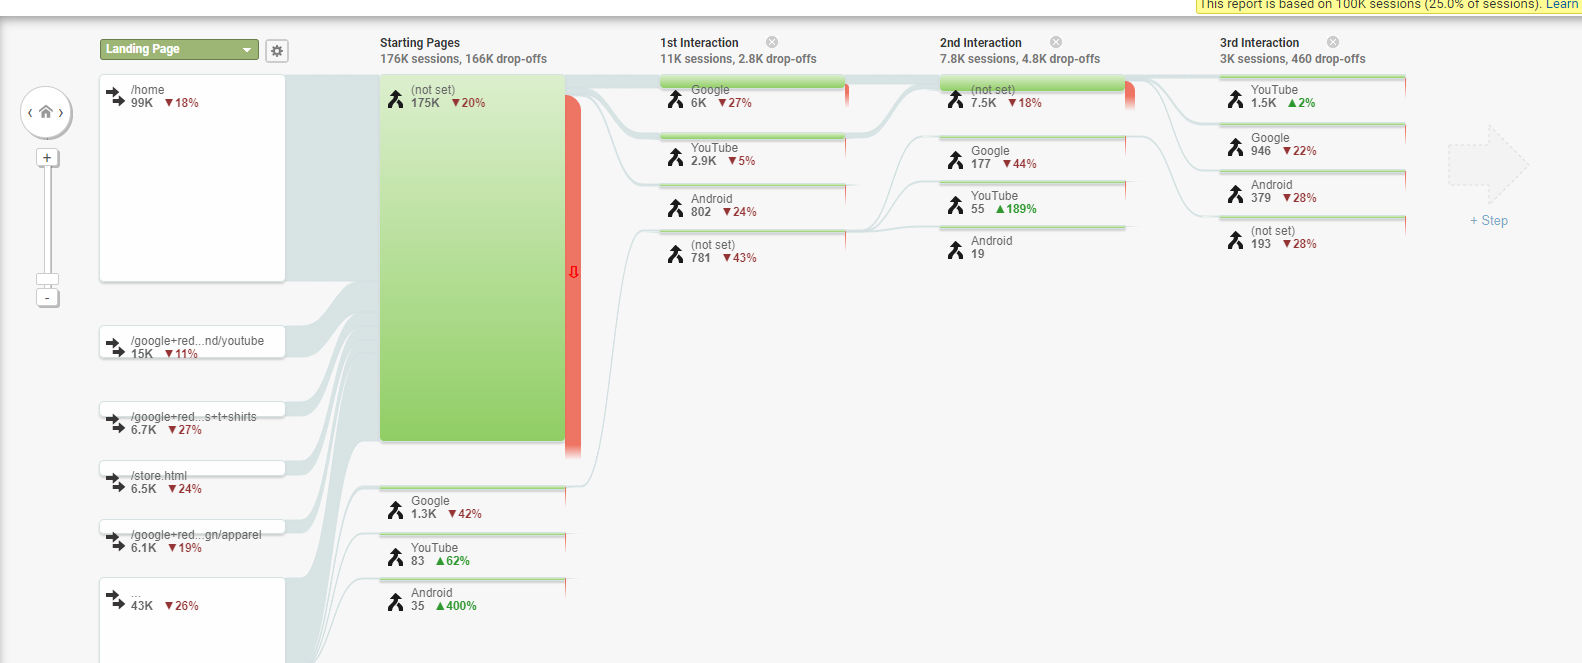 This report is based on 100K sessions (25.0% of sessions). Learn
Landing Page
/home
99K ▼18%
/google+red...nd/youtube
15K ▼11%
/google+red...s+t+shirts
6.7K ▼27%
/store.html
6.5K ▼24%
/google+red...gn/apparel
6.1K ▼19%
...
43K ▼26%
+
-
Starting Pages
176K sessions, 166K drop-offs
(not set)
175K ▼20%
Google
1.3K ▼42%
YouTube
83 ▲62%
Android
35 ▲400%
1st Interaction
11K sessions, 2.8K drop-offs
Google
6K ▼27%
YouTube
2.9K ▼5%
Android
802 ▼24%
(not set)
781 ▼43%
2nd Interaction
7.8K sessions, 4.8K drop-offs
(not set)
7.5K ▼18%
Google
177 ▼44%
YouTube
55 ▲189%
Android
19
3rd Interaction
3K sessions, 460 drop-offs
YouTube
1.5K ▲2%
Google
946 ▼22%
Android
379 ▼28%
(not set)
193 ▼28%
+ Step